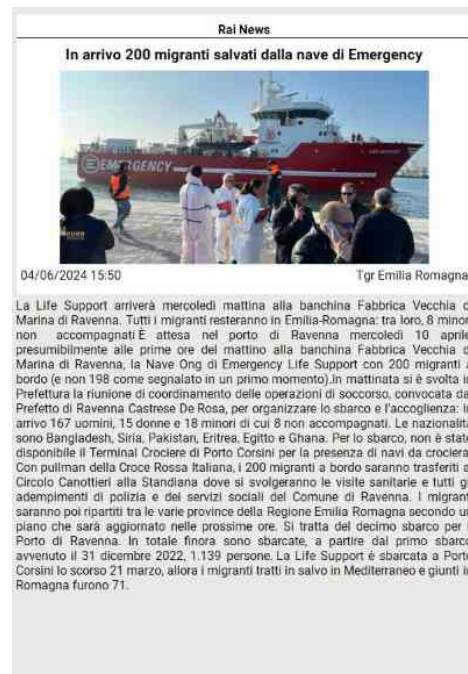 Rai News
In arrivo 200 migranti salvati dalla nave di Emergency
EMERGENCY
04/06/2024 15:50 Tgr Emilia Romagna
La Life Support arriverà mercoledì mattina alla banchina Fabbrica Vecchia d
Marina di Ravenna. Tutti i migranti resteranno in Emilia-Romagna: tra loro, 8 minor
non accompagnati È attesa nel porto di Ravenna mercoledì 10 aprile
presumibilmente alle prime ore del mattino alla banchina Fabbrica Vecchia d
Marina di Ravenna, la Nave Ong di Emergency Life Support con 200 migranti a
bordo (e non 198 come segnalato in un primo momento).In mattinata si è svolta i
Prefettura la riunione di coordinamento delle operazioni di soccorso, convocata da
Prefetto di Ravenna Castrese De Rosa, per organizzare lo sbarco e l'accoglienza: i
arrivo 167 uomini, 15 donne e 18 minori di cui 8 non accompagnati. Le nazionalit
sono Bangladesh, Siria, Pakistan, Eritrea, Egitto e Ghana. Per lo sbarco, non è stat
disponibile il Terminal Crociere di Porto Corsini per la presenza di navi da crociera
Con pullman della Croce Rossa Italiana, i 200 migranti a bordo saranno trasferiti a
Circolo Canottieri alla Standiana dove si svolgeranno le visite sanitarie e tutti g
adempimenti di polizia e dei servizi sociali del Comune di Ravenna. I migrant
saranno poi ripartiti tra le varie province della Regione Emilia Romagna secondo u
piano che sarà aggiornato nelle prossime ore. Si tratta del decimo sbarco per i
Porto di Ravenna. In totale finora sono sbarcate, a partire dal primo sbarco
avvenuto il 31 dicembre 2022, 1.139 persone. La Life Support è sbarcata a Porto
Corsini lo scorso 21 marzo, allora i migranti tratti in salvo in Mediterraneo e giunti i
Romagna furono 71.